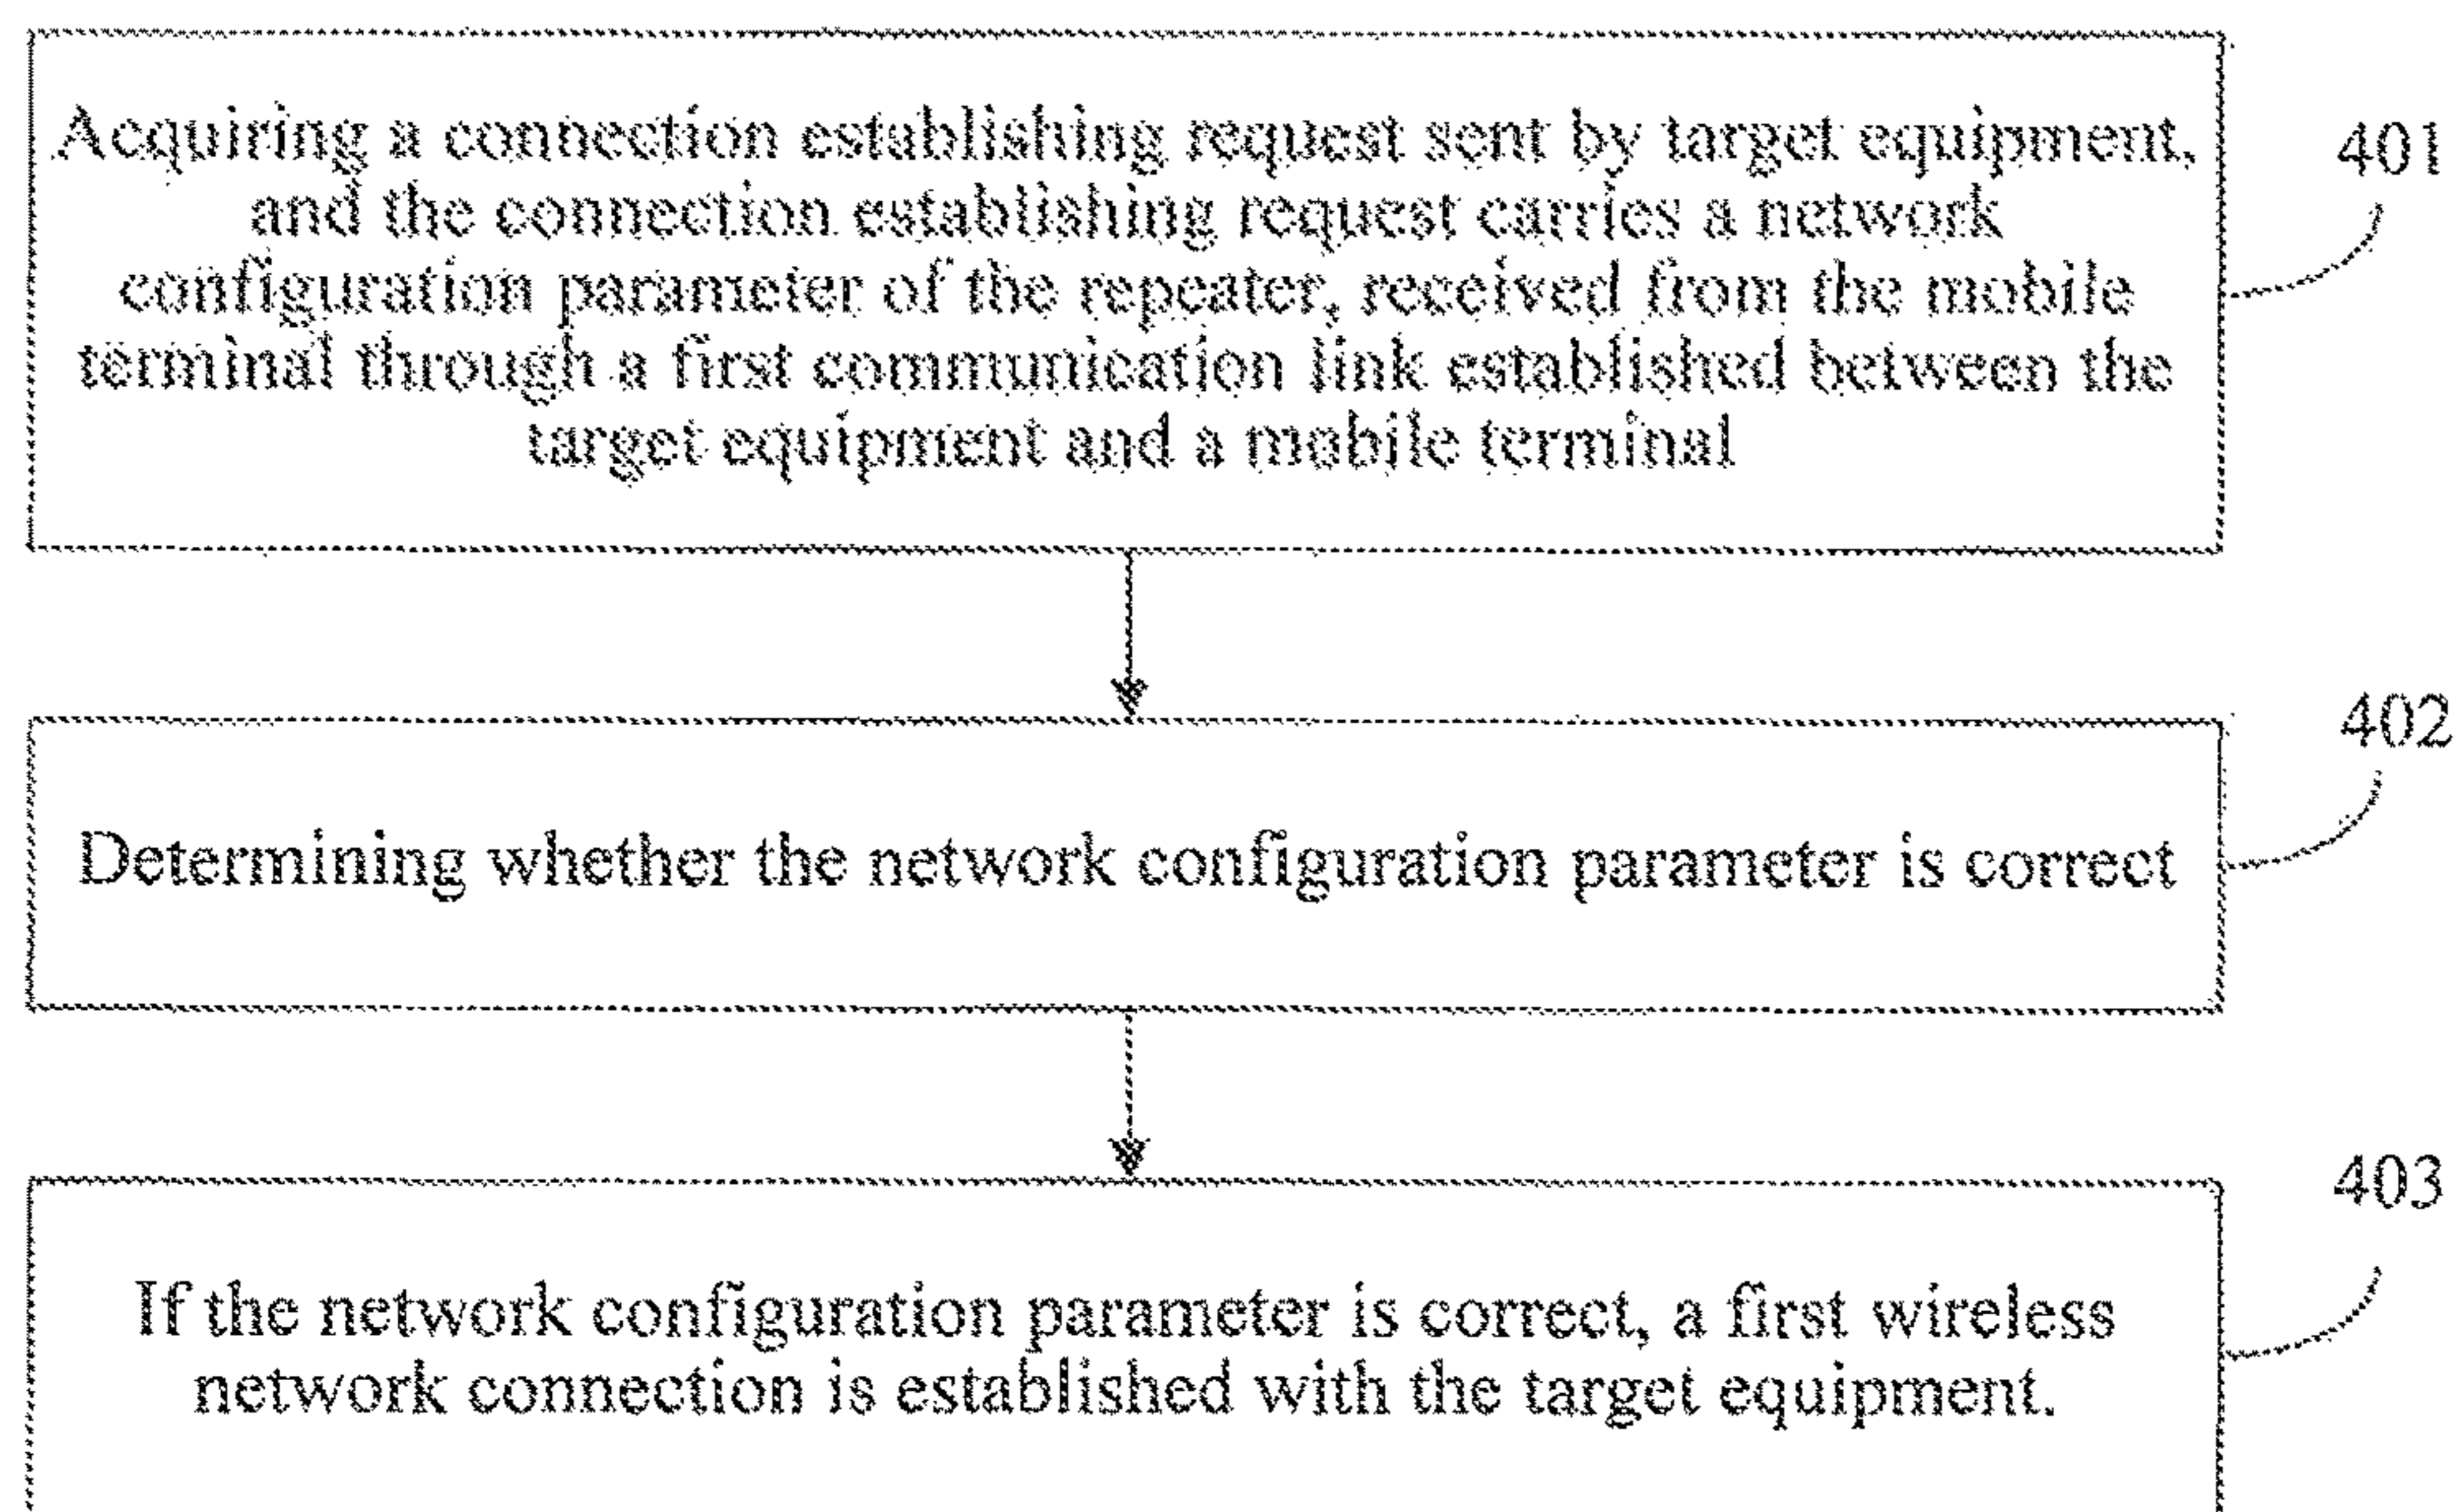 Acquiring a connection establishing request sent by target equipment,
and the connection establishing request carries a network
configuration parameter of the repeater, received from the mobile
terminal through a first communication link established between the
target equipment and a mobile terminal
401
402
Determining whether the network configuration parameter is correct
403
If the network configuration parameter is correct, a first wireless
network connection is established with the target equipment.